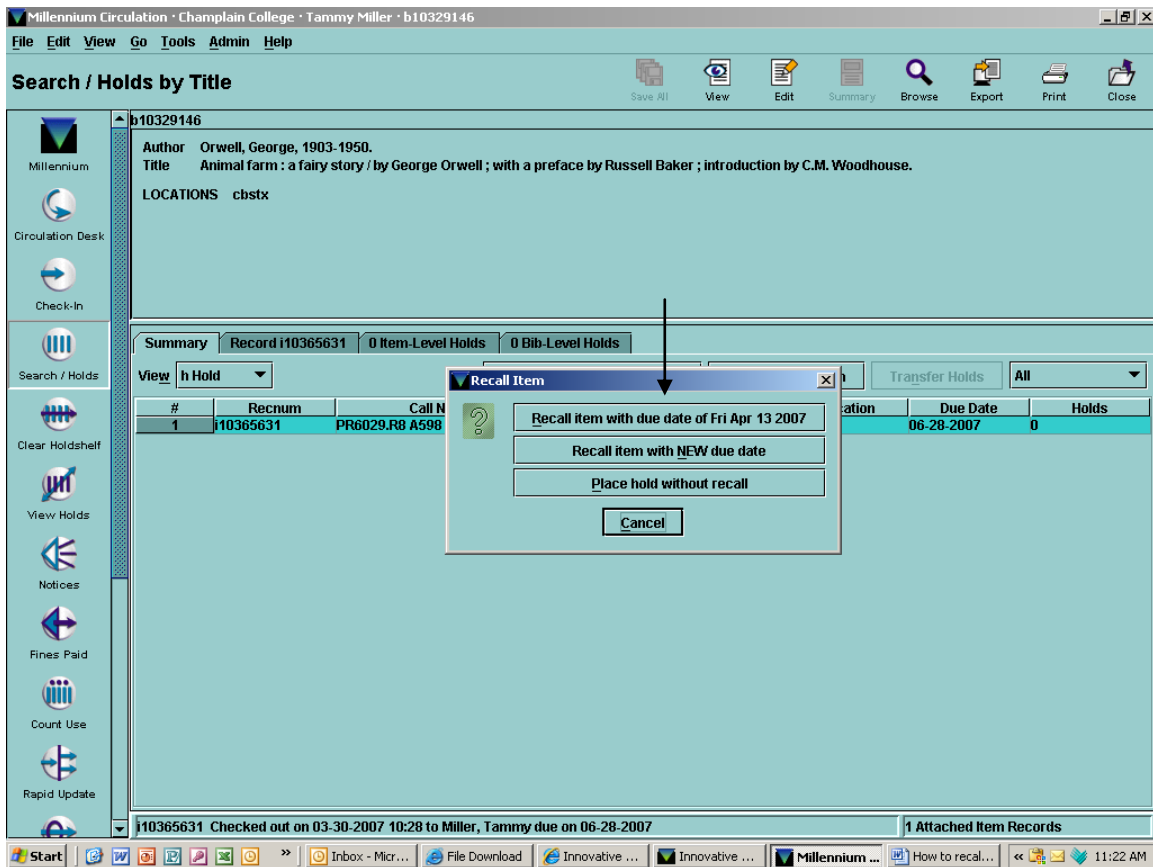 Millennium Circulation · Champlain College · Tammy Miller · b10329146
File Edit View Go Tools Admin Help
Search / Holds by Title
Save All View Edit Summary Browse Export Print Close
b10329146
Author Orwell, George, 1903-1950.
Title Animal farm : a fairy story / by George Orwell ; with a preface by Russell Baker ; introduction by C.M. Woodhouse.
LOCATIONS cbstx
Millennium
Circulation Desk
Check-In
Search / Holds
Clear Holdshelf
View Holds
Notices
Fines Paid
Count Use
Rapid Update
Summary Record i10365631 0 Item-Level Holds 0 Bib-Level Holds
View h Hold Transfer Holds All
# Recnum Call N ation Due Date Holds
1 i10365631 PR6029.R8 A598 06-28-2007 0
Recall Item
Recall item with due date of Fri Apr 13 2007
Recall item with NEW due date
Place hold without recall
Cancel
i10365631 Checked out on 03-30-2007 10:28 to Miller, Tammy due on 06-28-2007 1 Attached Item Records
Start Inbox - Micr... File Download Innovative ... Innovative ... Millennium ... How to recal... 11:22 AM